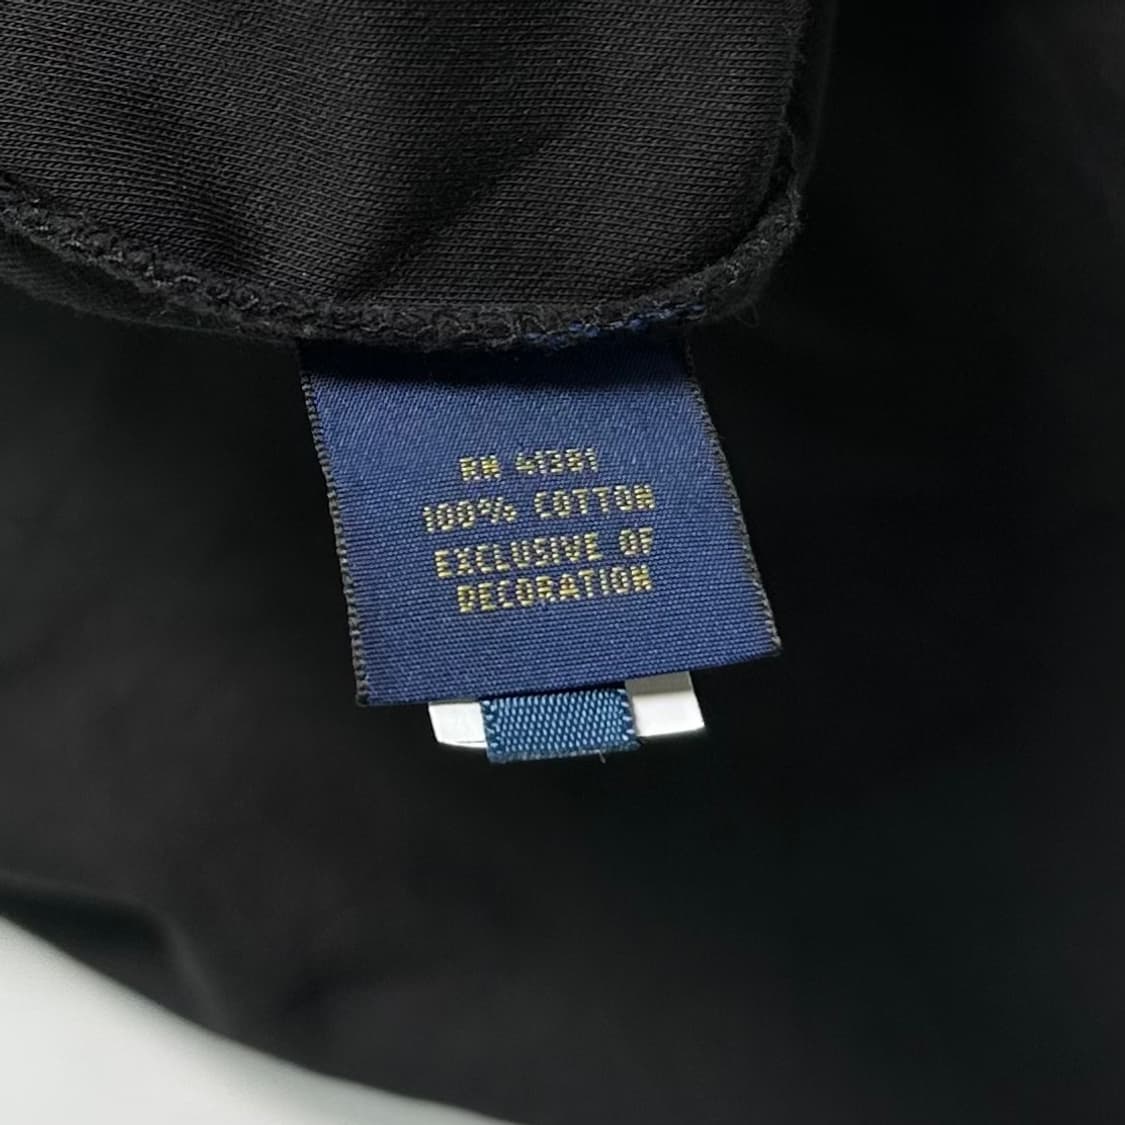 RN 41381
100% COTTON
EXCLUSIVE OF
DECORATION